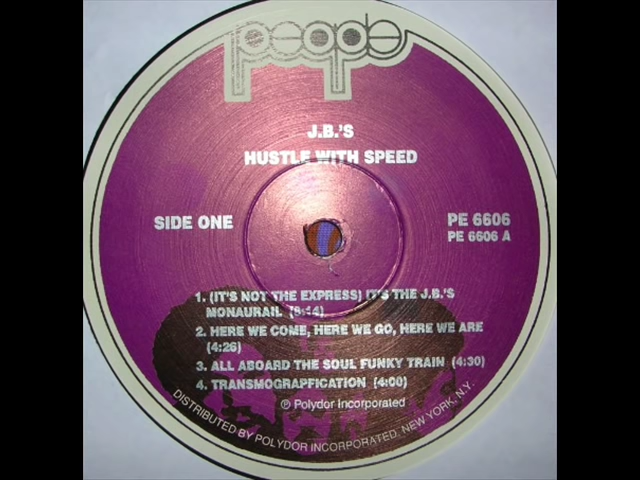 people
J.B.'S
HUSTLE WITH SPEED
SIDE ONE
PE 6606
PE 6606 A
1. (IT'S NOT THE EXPRESS) IT'S THE J.B.'S
MONAURAIL (8:14)
2. HERE WE COME, HERE WE GO, HERE WE ARE
(4:26)
3. ALL ABOARD THE SOUL FUNKY TRAIN (4:30)
4. TRANSMOGRAPFICATION (4:00)
℗ Polydor Incorporated
DISTRIBUTED BY POLYDOR INCORPORATED, NEW YORK, N.Y.